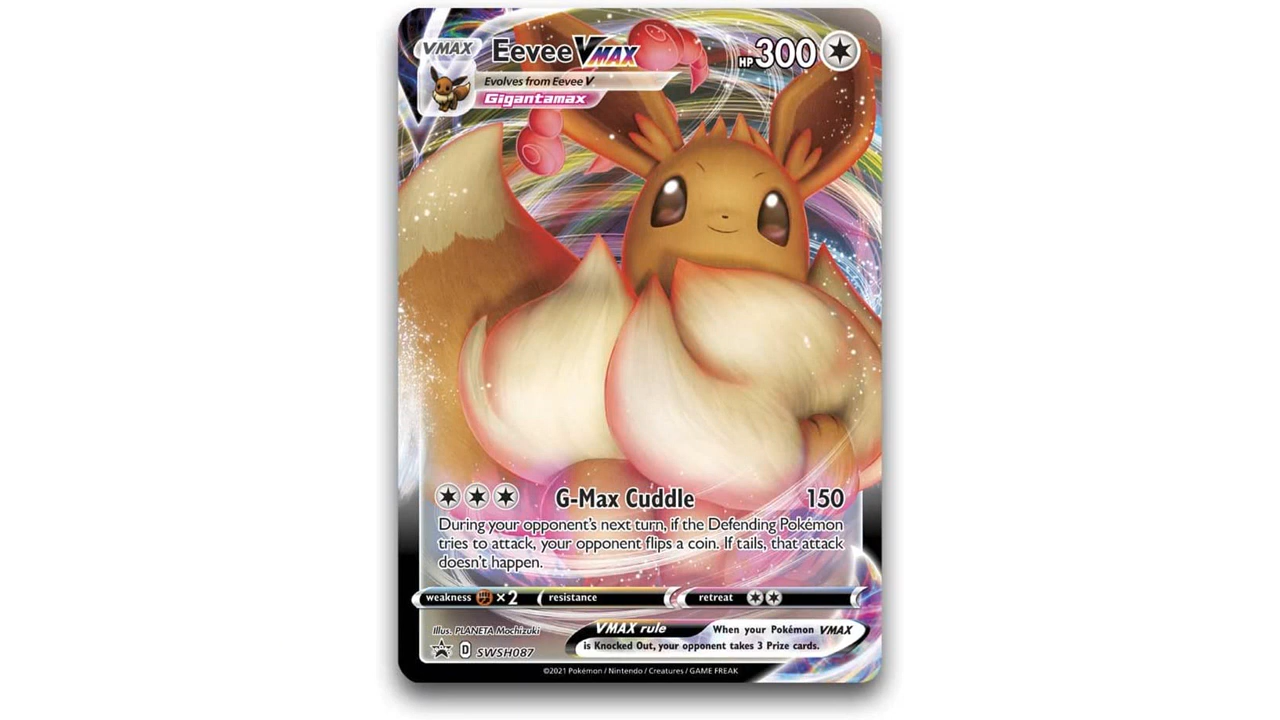 VMAX
Eevee VMAX
HP 300
Evolves from Eevee V
Gigantamax
G-Max Cuddle 150
During your opponent's next turn, if the Defending Pokémon
tries to attack, your opponent flips a coin. If tails, that attack
doesn't happen.
weakness ×2 resistance retreat
Illus. PLANETA Mochizuki
VMAX rule When your Pokémon VMAX
is Knocked Out, your opponent takes 3 Prize cards.
D SWSH087
©2021 Pokémon / Nintendo / Creatures / GAME FREAK